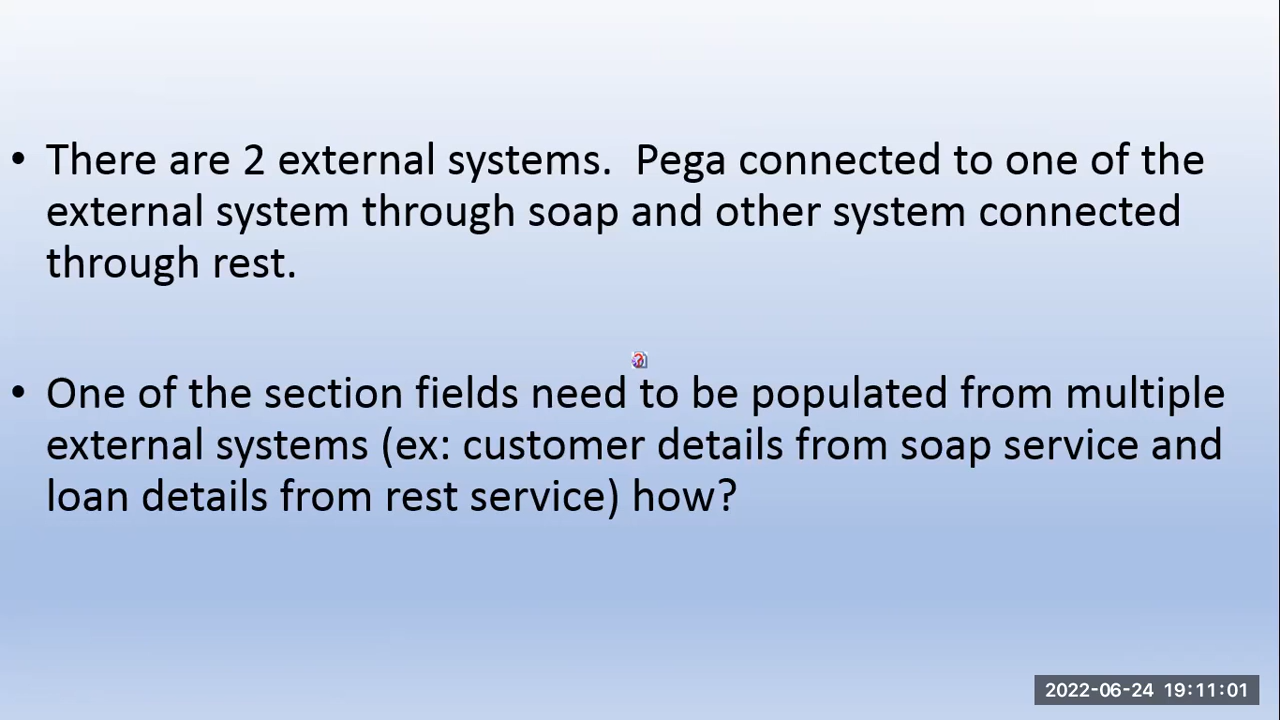 • There are 2 external systems.  Pega connected to one of the
external system through soap and other system connected
through rest.
• One of the section fields need to be populated from multiple
external systems (ex: customer details from soap service and
loan details from rest service) how?
2022-06-24 19:11:01